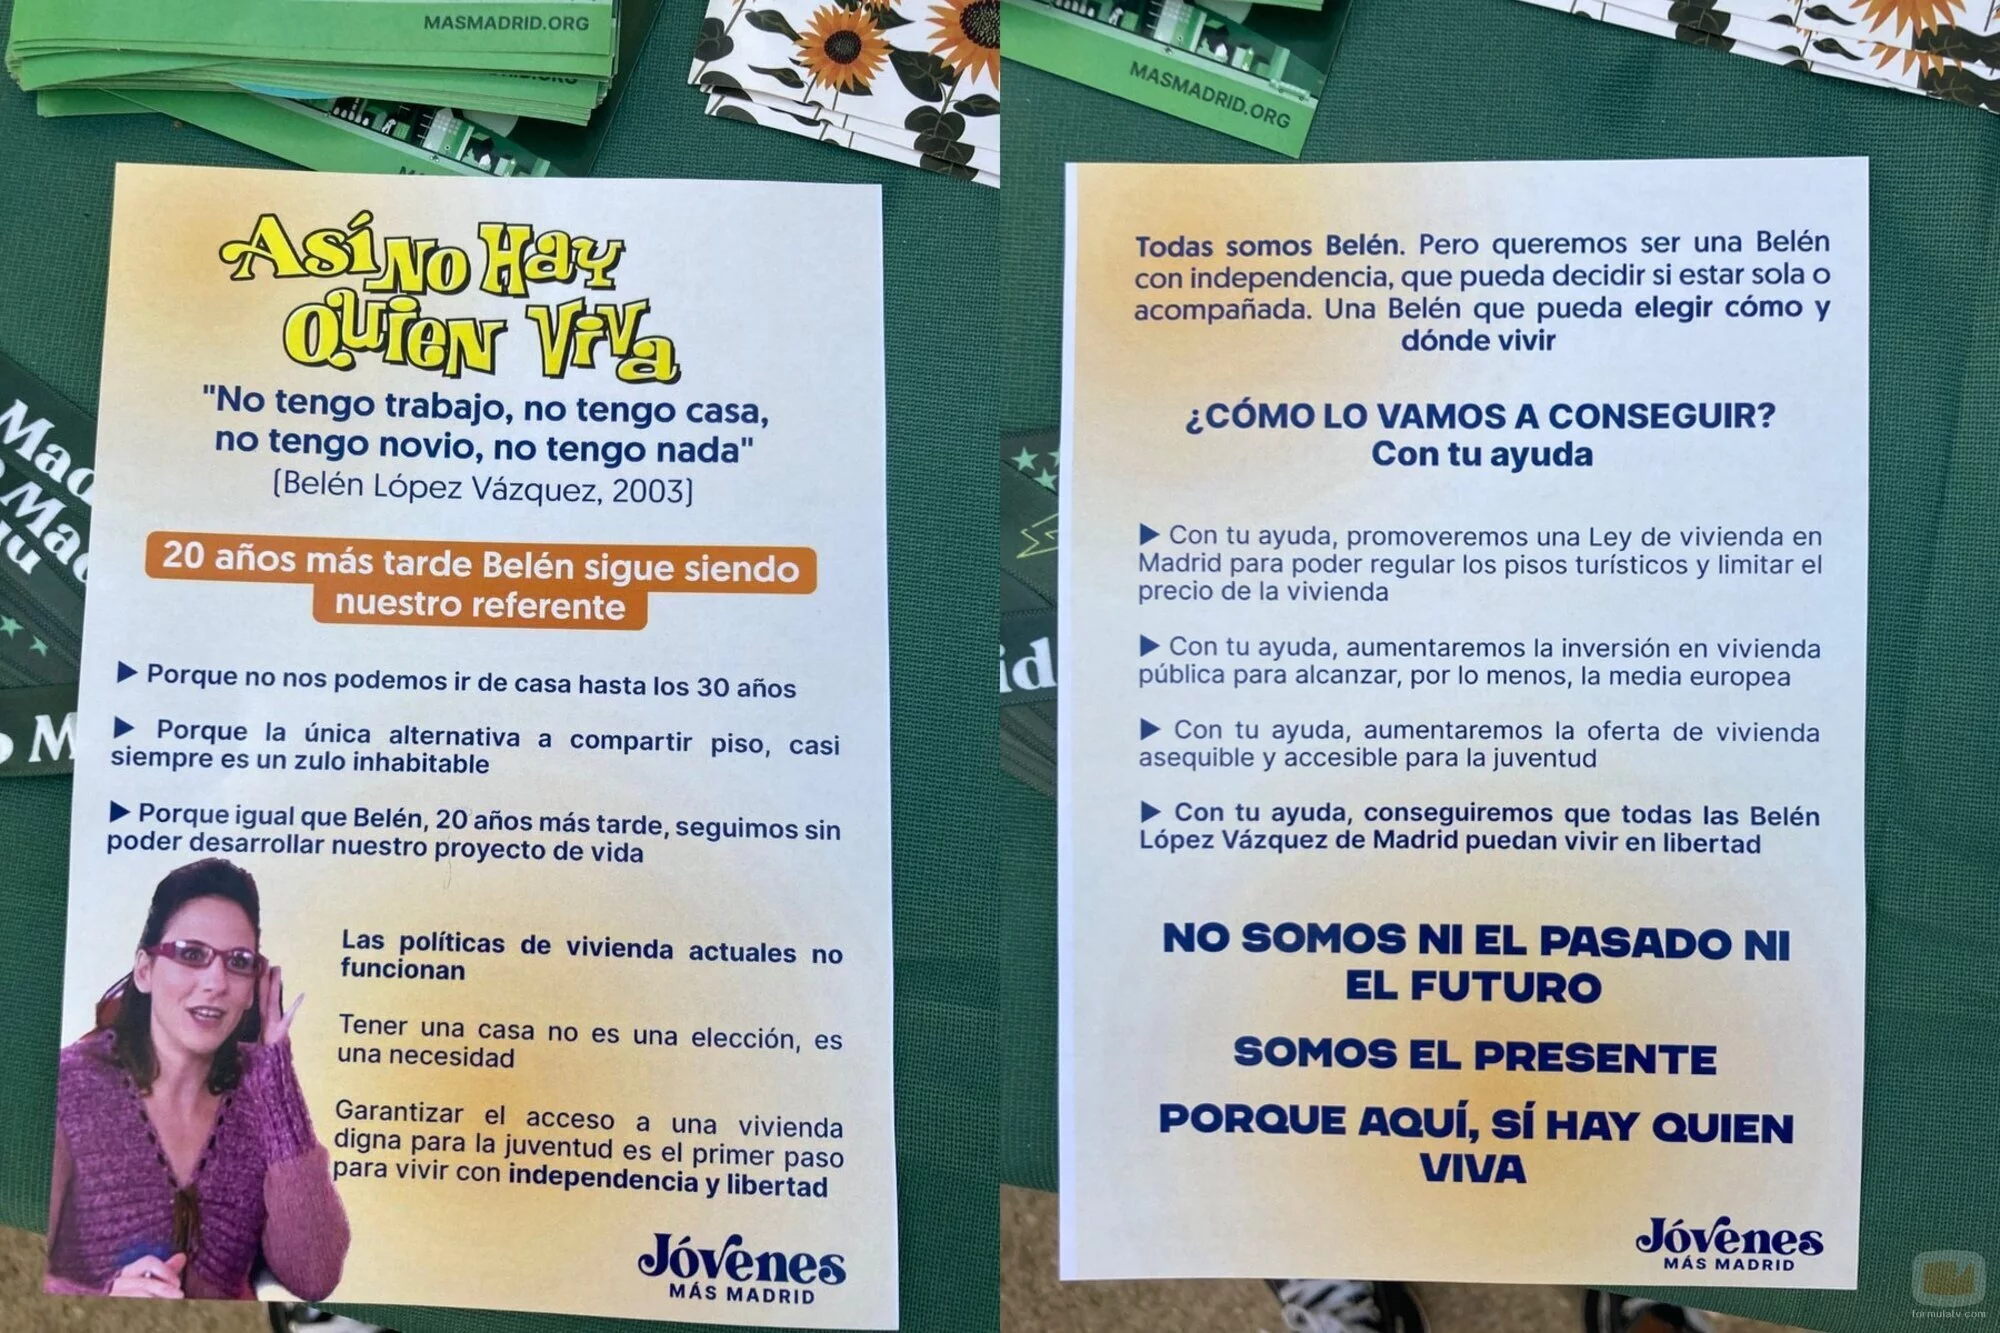 MASMADRID.ORG
Así No Hay
Quien Viva
"No tengo trabajo, no tengo casa,
no tengo novio, no tengo nada"
(Belén López Vázquez, 2003)
20 años más tarde Belén sigue siendo
nuestro referente
▶ Porque no nos podemos ir de casa hasta los 30 años
▶ Porque la única alternativa a compartir piso, casi
siempre es un zulo inhabitable
▶ Porque igual que Belén, 20 años más tarde, seguimos sin
poder desarrollar nuestro proyecto de vida
Las políticas de vivienda actuales no
funcionan
Tener una casa no es una elección, es
una necesidad
Garantizar el acceso a una vivienda
digna para la juventud es el primer paso
para vivir con independencia y libertad
Jóvenes
MÁS MADRID
MASMADRID.ORG
Todas somos Belén. Pero queremos ser una Belén
con independencia, que pueda decidir si estar sola o
acompañada. Una Belén que pueda elegir cómo y
dónde vivir
¿CÓMO LO VAMOS A CONSEGUIR?
Con tu ayuda
▶ Con tu ayuda, promoveremos una Ley de vivienda en
Madrid para poder regular los pisos turísticos y limitar el
precio de la vivienda
▶ Con tu ayuda, aumentaremos la inversión en vivienda
pública para alcanzar, por lo menos, la media europea
▶ Con tu ayuda, aumentaremos la oferta de vivienda
asequible y accesible para la juventud
▶ Con tu ayuda, conseguiremos que todas las Belén
López Vázquez de Madrid puedan vivir en libertad
NO SOMOS NI EL PASADO NI
EL FUTURO
SOMOS EL PRESENTE
PORQUE AQUÍ, SÍ HAY QUIEN
VIVA
Jóvenes
MÁS MADRID
formulatv.com